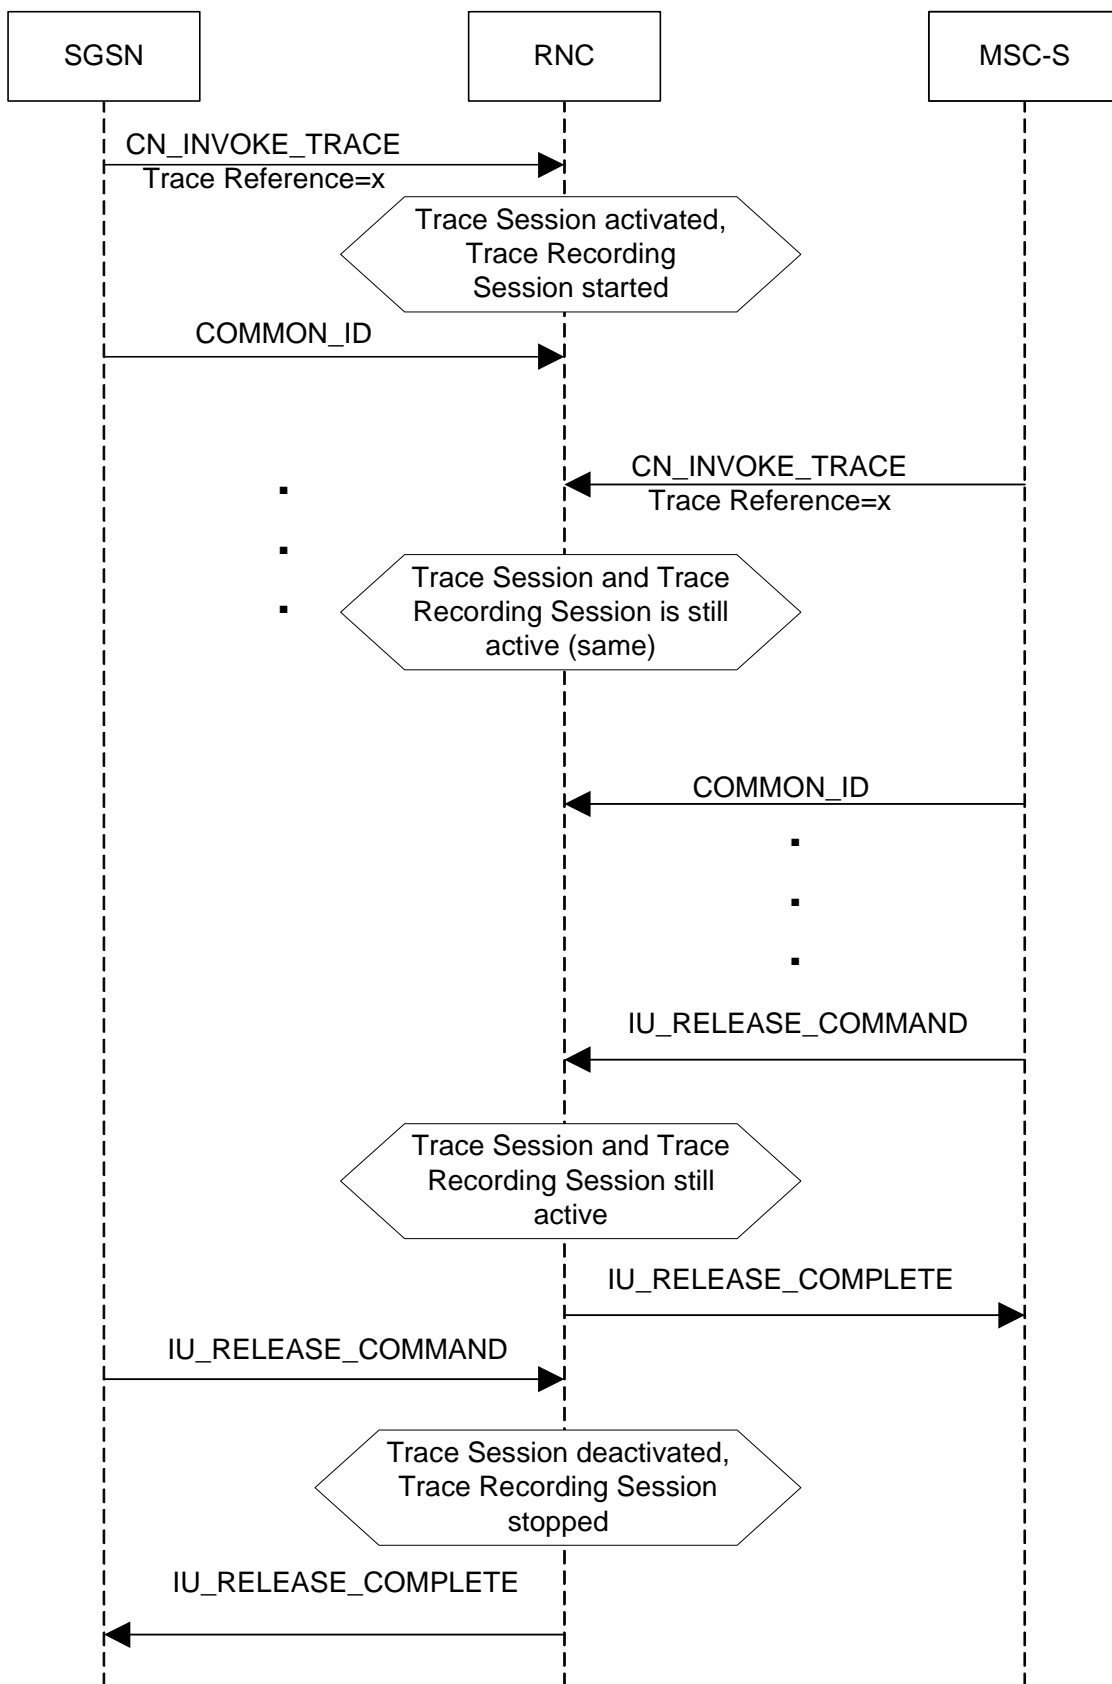 SGSN
RNC
MSC-S
CN_INVOKE_TRACE
Trace Reference=x
Trace Session activated,
Trace Recording
Session started
COMMON_ID
CN_INVOKE_TRACE
Trace Reference=x
Trace Session and Trace
Recording Session is still
active (same)
COMMON_ID
IU_RELEASE_COMMAND
Trace Session and Trace
Recording Session still
active
IU_RELEASE_COMPLETE
IU_RELEASE_COMMAND
Trace Session deactivated,
Trace Recording Session
stopped
IU_RELEASE_COMPLETE